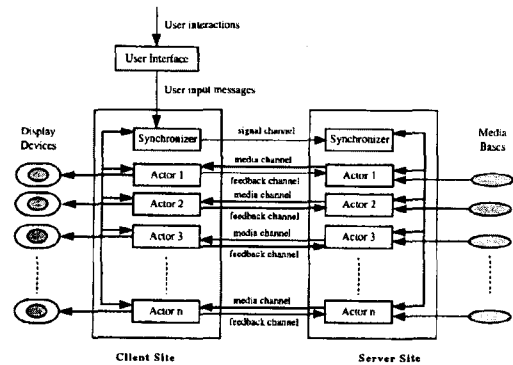 User interactions
User Interface
User input messages
Display
Devices
Synchronizer
signal channel
Synchronizer
Media
Bases
Actor 1
media channel
feedback channel
Actor 1
Actor 2
media channel
feedback channel
Actor 2
Actor 3
media channel
feedback channel
Actor 3
Actor n
media channel
feedback channel
Actor n
Client Site
Server Site